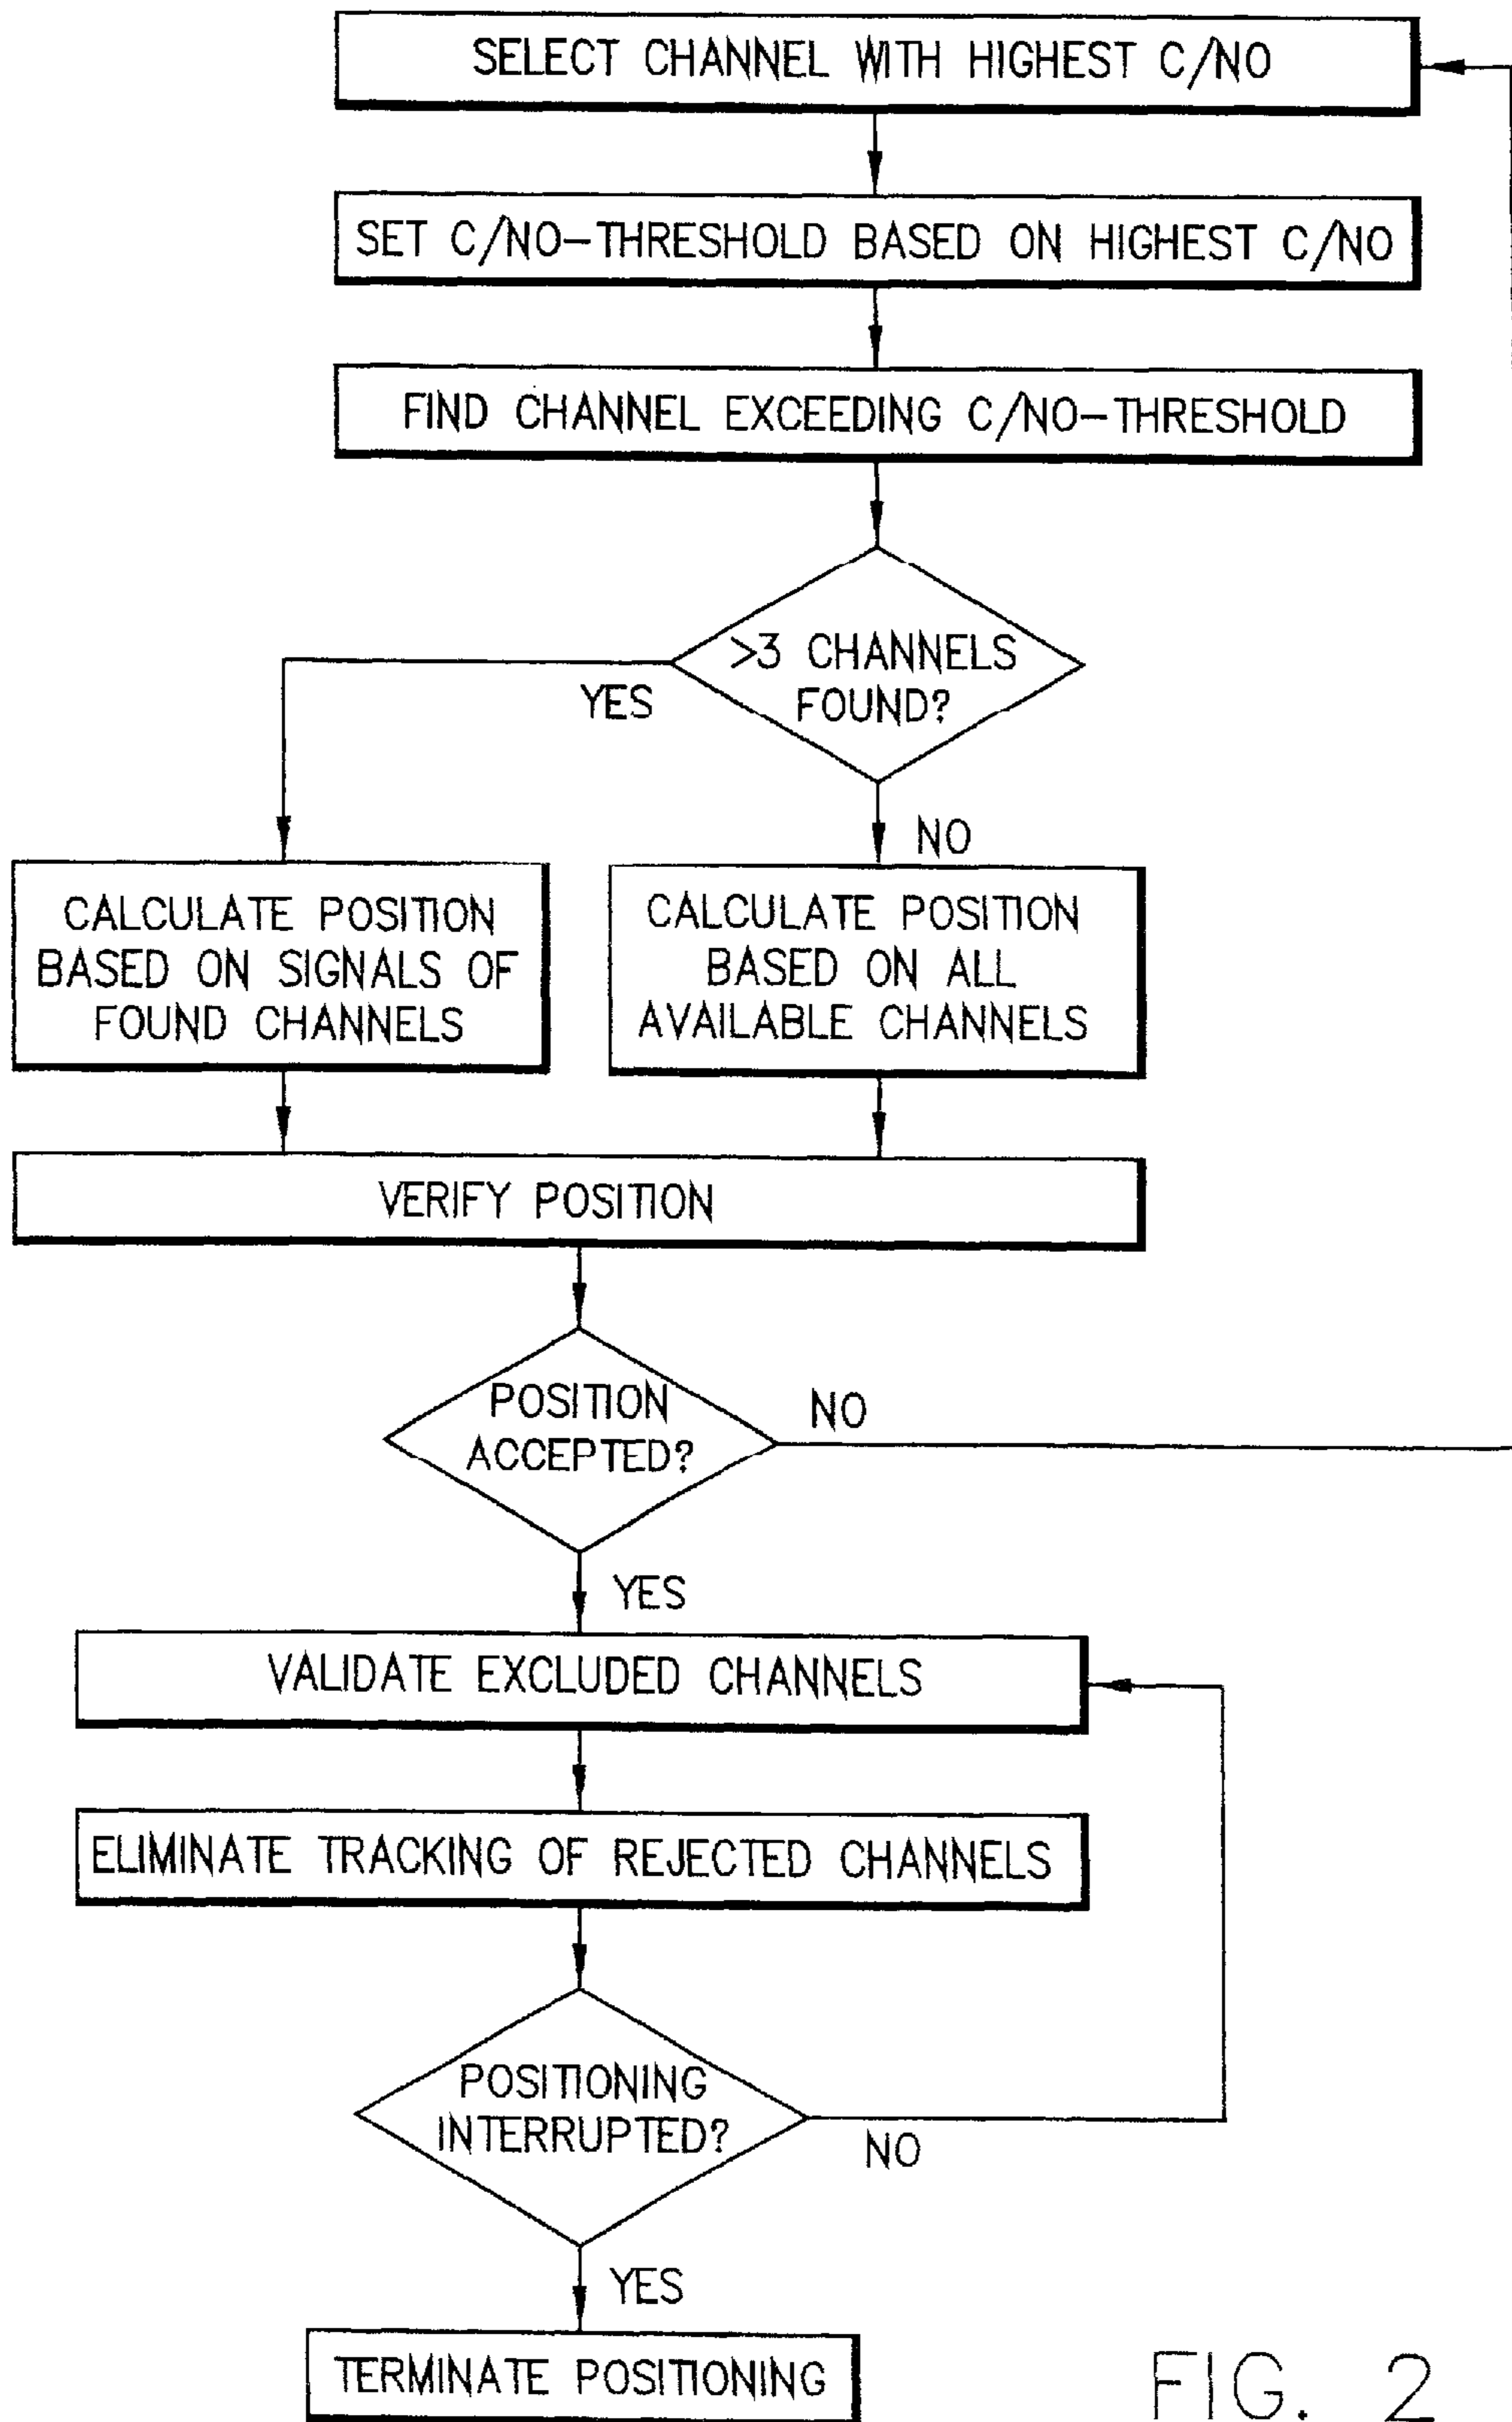 SELECT CHANNEL WITH HIGHEST C/NO
SET C/NO-THRESHOLD BASED ON HIGHEST C/NO
FIND CHANNEL EXCEEDING C/NO-THRESHOLD
>3 CHANNELS
FOUND?
YES
NO
CALCULATE POSITION
BASED ON SIGNALS OF
FOUND CHANNELS
CALCULATE POSITION
BASED ON ALL
AVAILABLE CHANNELS
VERIFY POSITION
POSITION
ACCEPTED?
NO
YES
VALIDATE EXCLUDED CHANNELS
ELIMINATE TRACKING OF REJECTED CHANNELS
POSITIONING
INTERRUPTED?
NO
YES
TERMINATE POSITIONING
FIG. 2